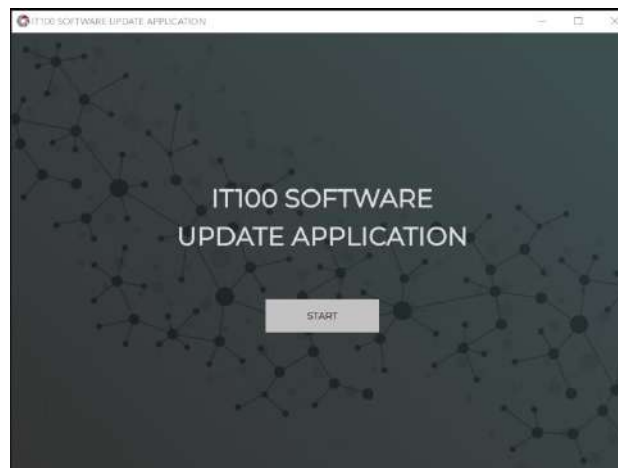 IT100 SOFTWARE UPDATE APPLICATION
IT100 SOFTWARE
UPDATE APPLICATION
START